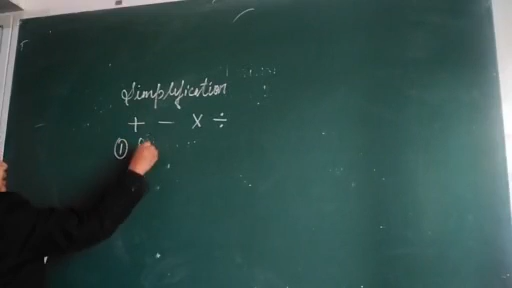 Simplification
+ − × ÷
①